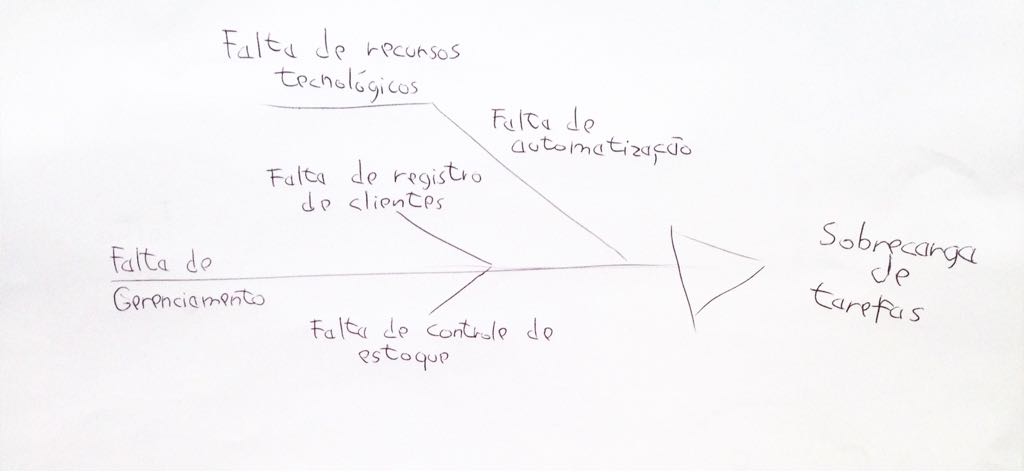 Falta de recursos
tecnológicos
Falta de
automatização
Falta de registro
de clientes
Falta de
Gerenciamento
Falta de controle de
estoque
Sobrecarga
de
tarefas